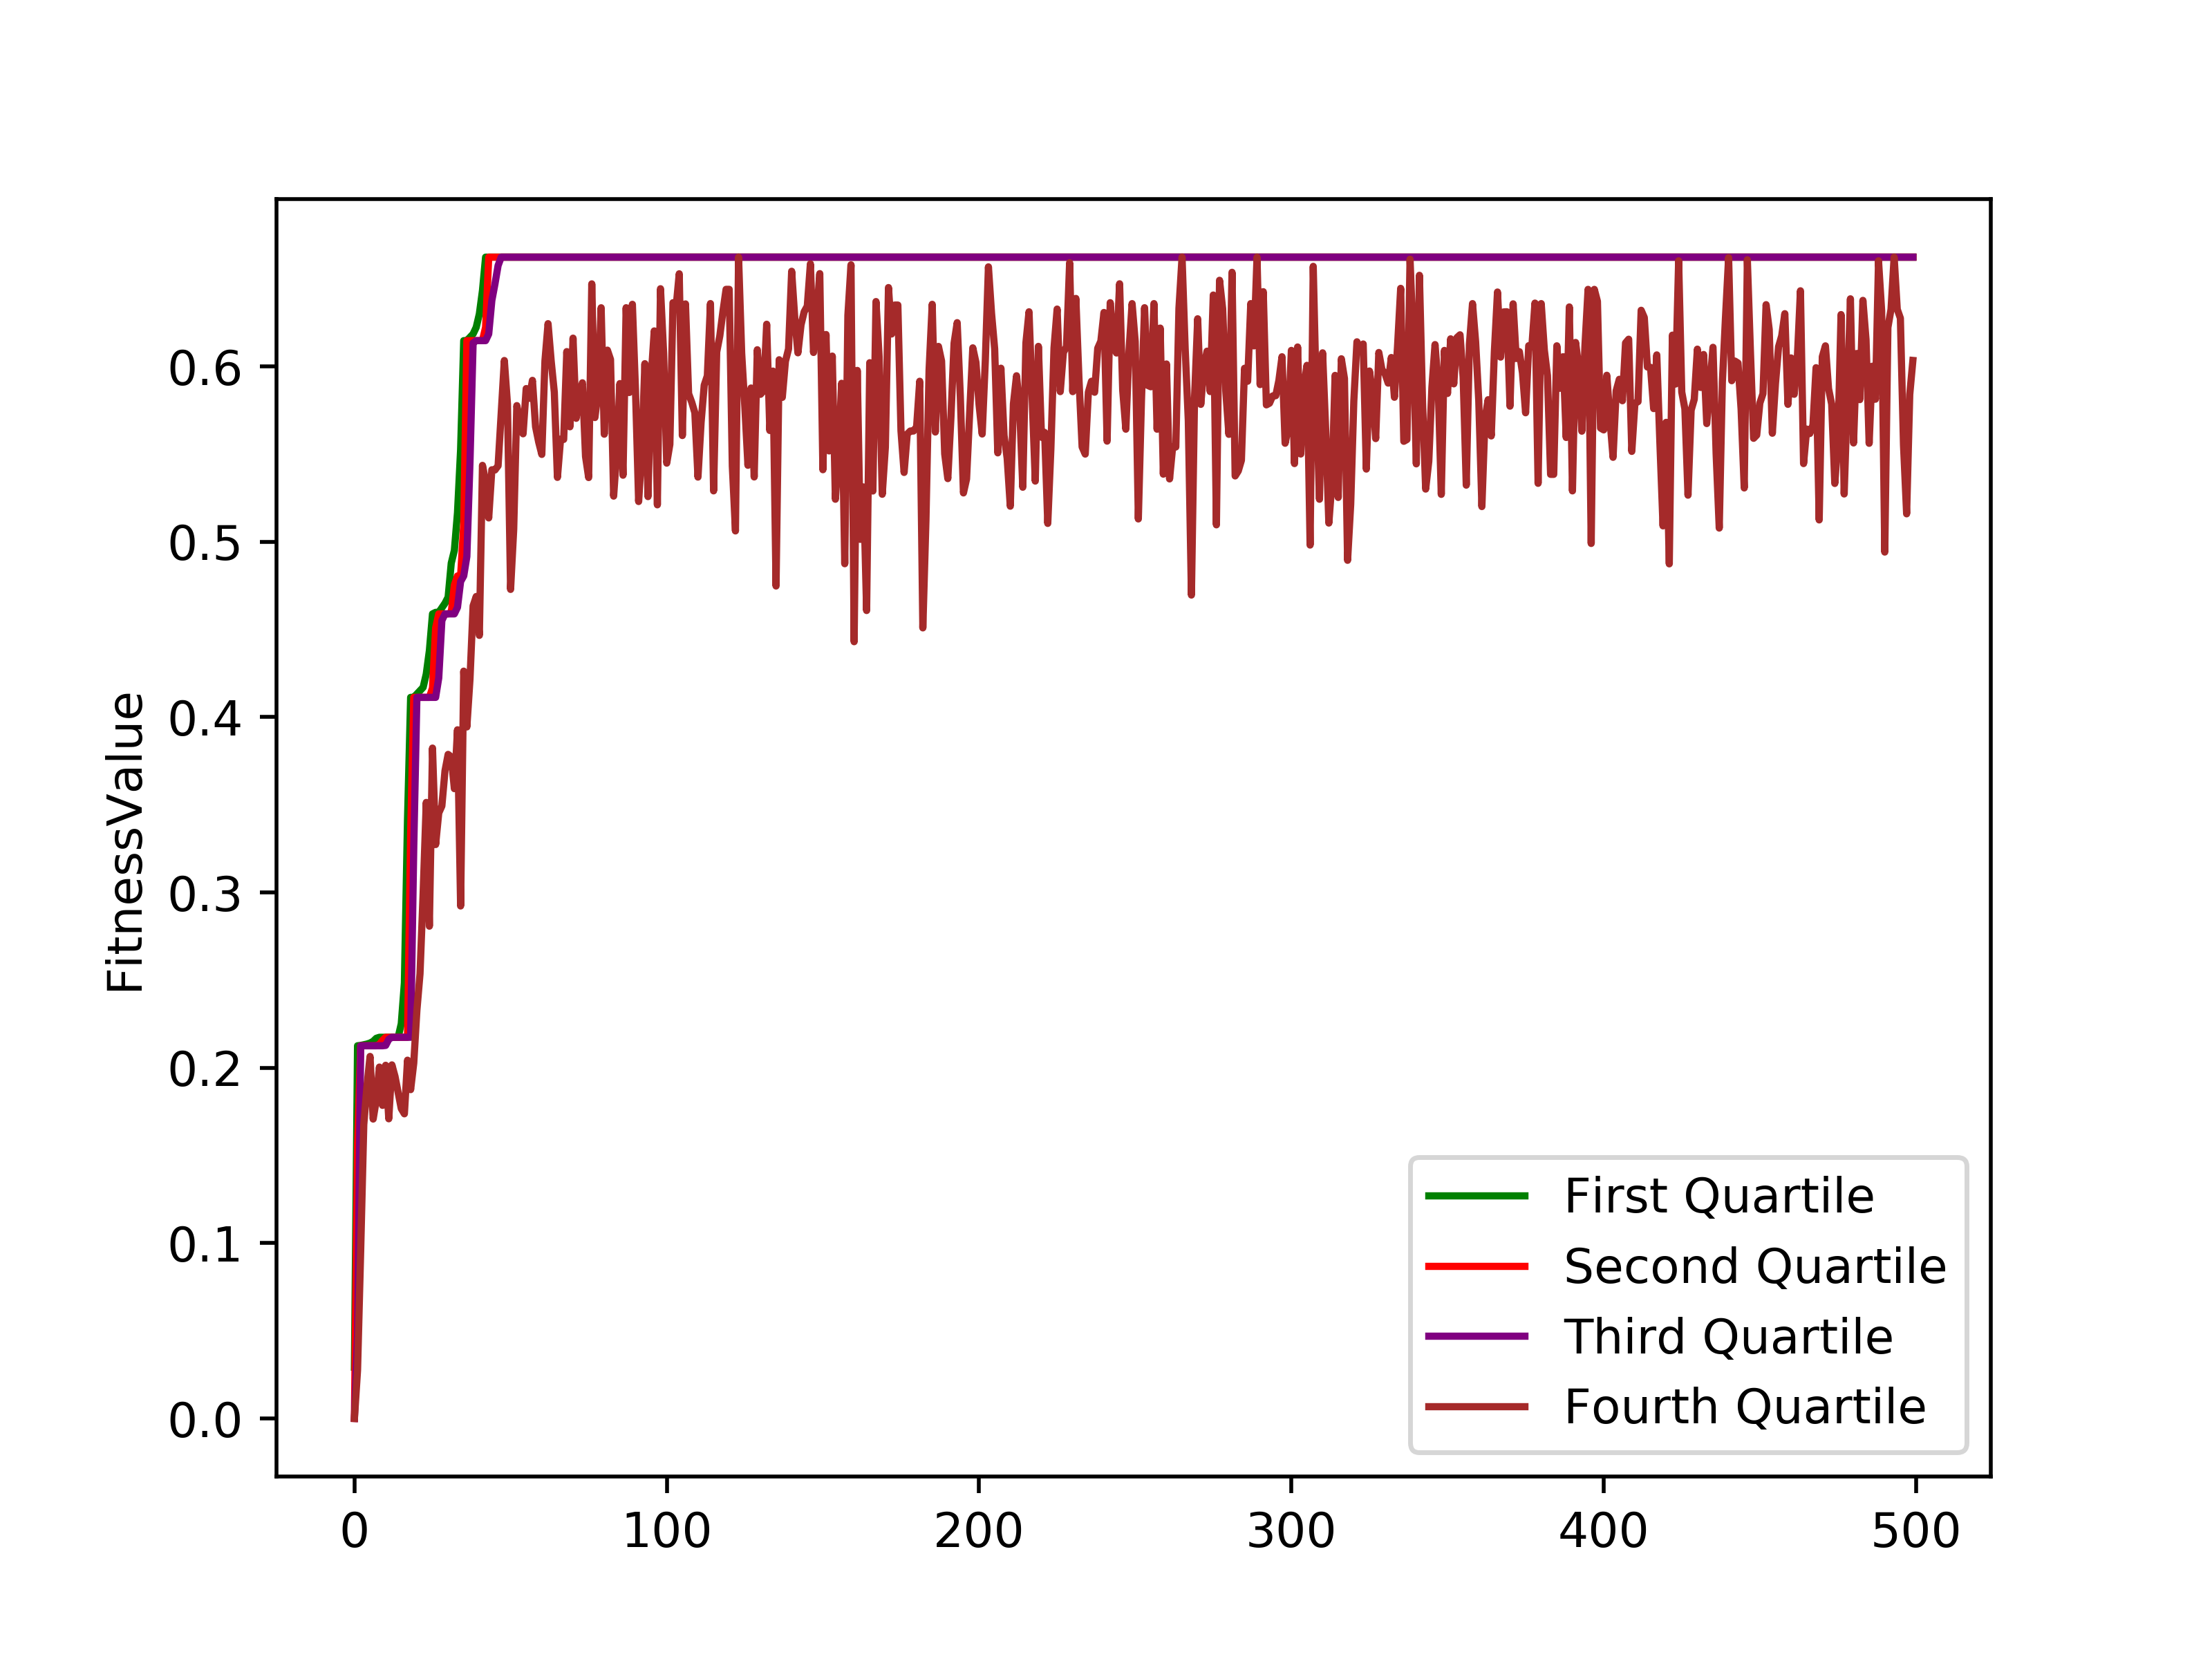 FitnessValue
0.6
0.5
0.4
0.3
0.2
0.1
0.0
0 100 200 300 400 500
First Quartile
Second Quartile
Third Quartile
Fourth Quartile